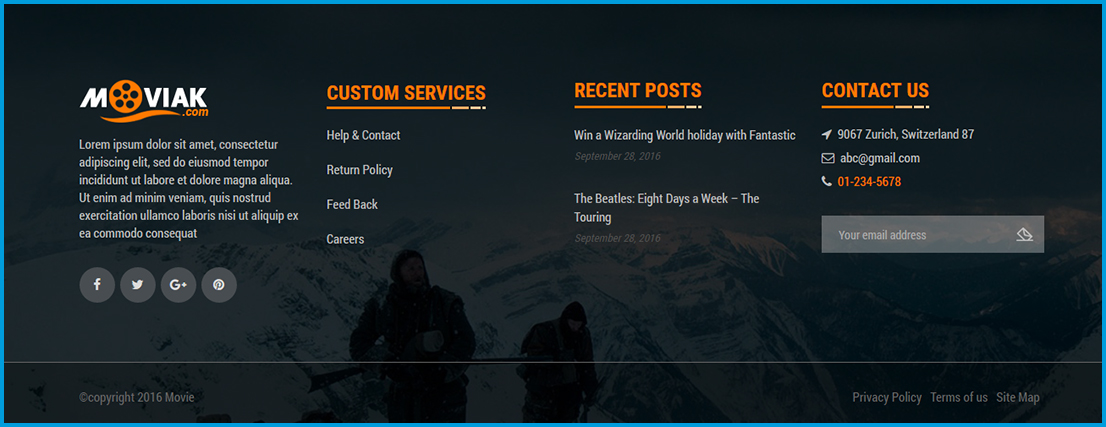 MOVIAK
.com
Lorem ipsum dolor sit amet, consectetur
adipiscing elit, sed do eiusmod tempor
incididunt ut labore et dolore magna aliqua.
Ut enim ad minim veniam, quis nostrud
exercitation ullamco laboris nisi ut aliquip ex
ea commodo consequat
CUSTOM SERVICES
Help & Contact
Return Policy
Feed Back
Careers
RECENT POSTS
Win a Wizarding World holiday with Fantastic
September 28, 2016
The Beatles: Eight Days a Week – The
Touring
September 28, 2016
CONTACT US
9067 Zurich, Switzerland 87
abc@gmail.com
01-234-5678
Your email address
©copyright 2016 Movie
Privacy Policy Terms of us Site Map